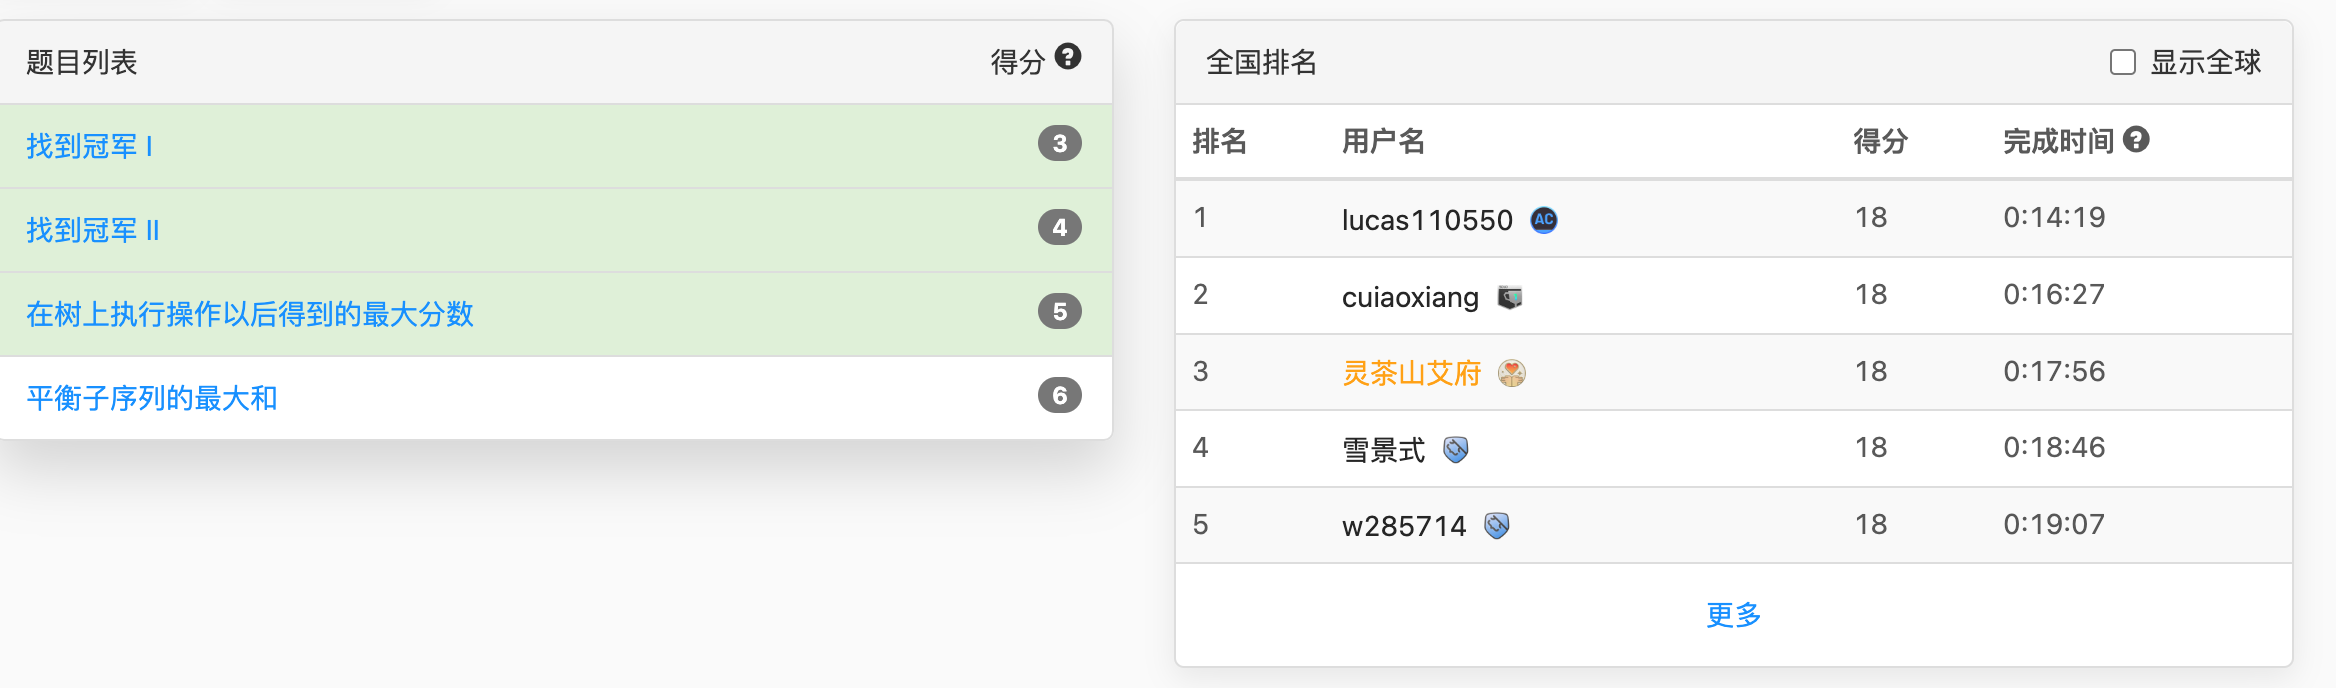 题目列表 得分
找到冠军 I 3
找到冠军 II 4
在树上执行操作以后得到的最大分数 5
平衡子序列的最大和 6
全国排名 显示全球
排名 用户名 得分 完成时间
1 lucas110550 AC 18 0:14:19
2 cuiaoxiang 18 0:16:27
3 灵茶山艾府 18 0:17:56
4 雪景式 18 0:18:46
5 w285714 18 0:19:07
更多